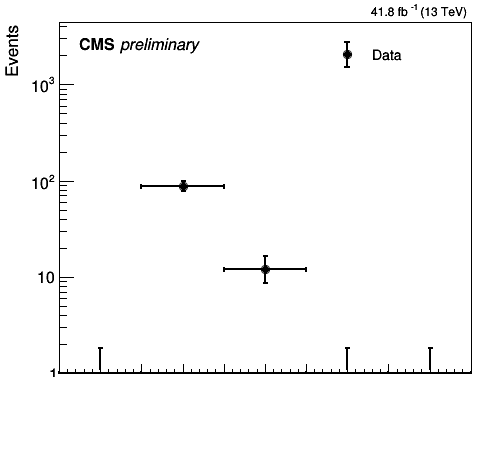 41.8 fb⁻¹ (13 TeV)
CMS preliminary
Data
Events
10³
10²
10
1